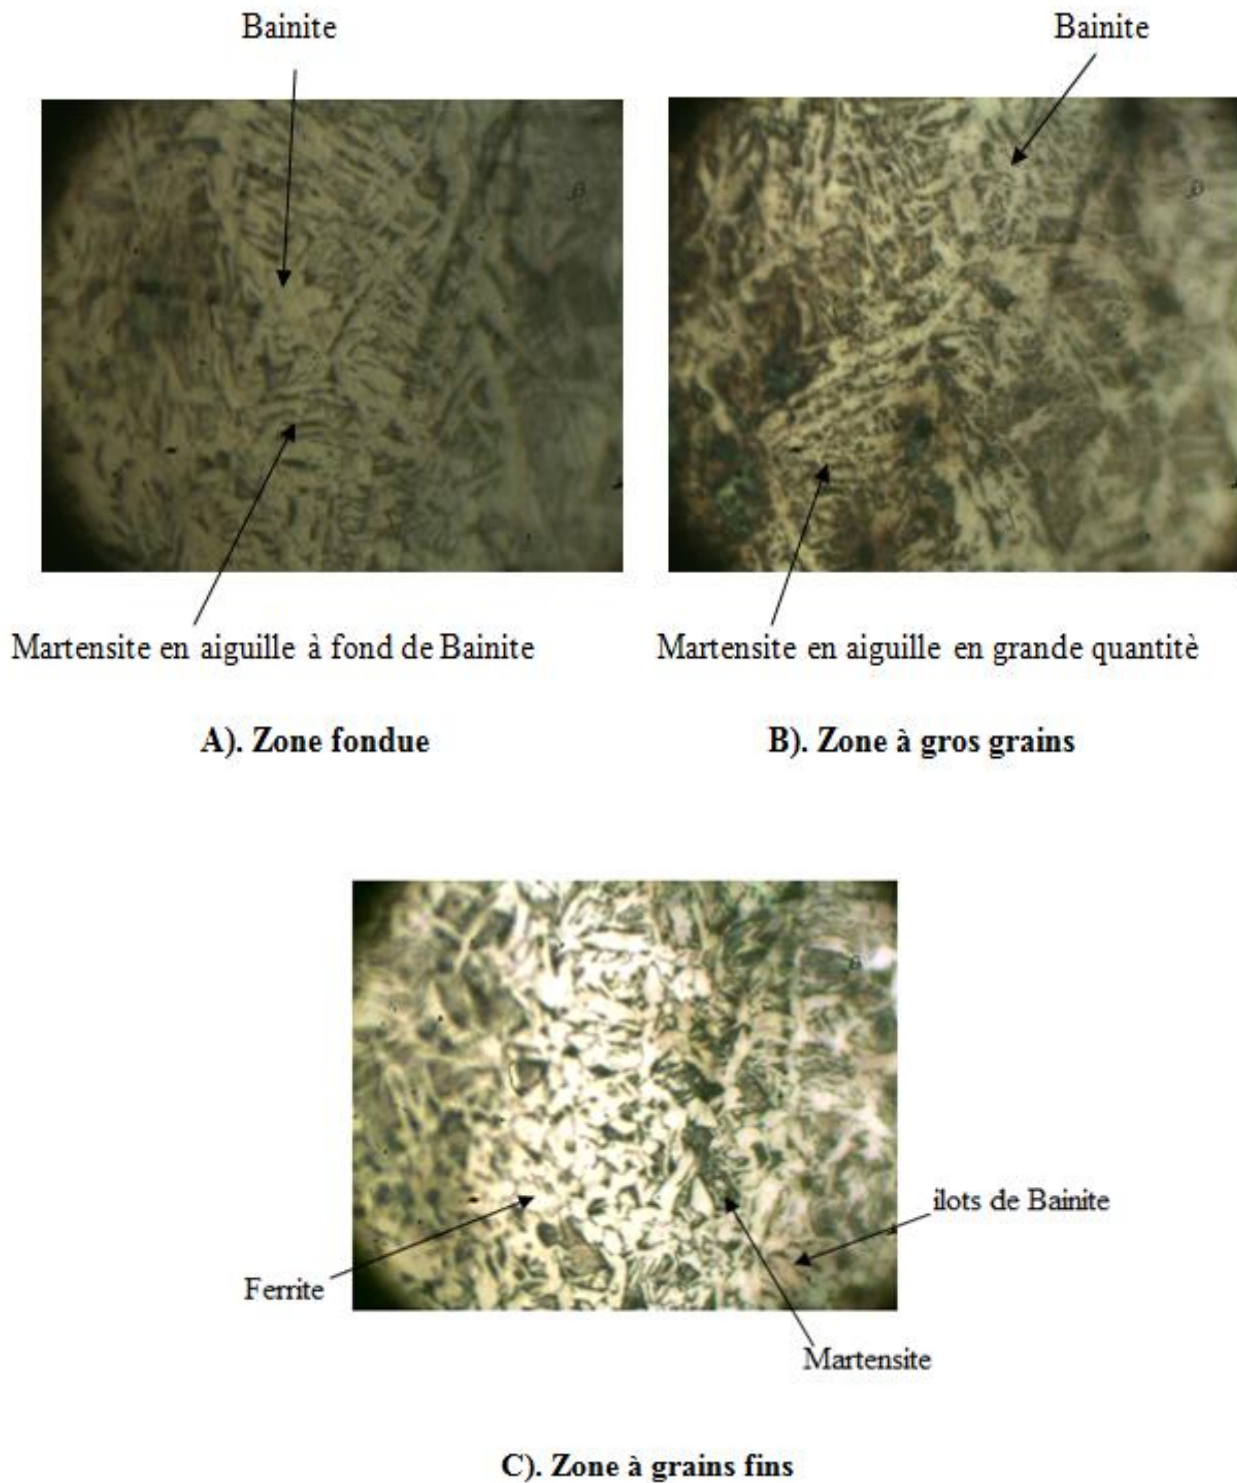 Bainite
Bainite
Martensite en aiguille à fond de Bainite
Martensite en aiguille en grande quantitè
A). Zone fondue
B). Zone à gros grains
ilots de Bainite
Ferrite
Martensite
C). Zone à grains fins